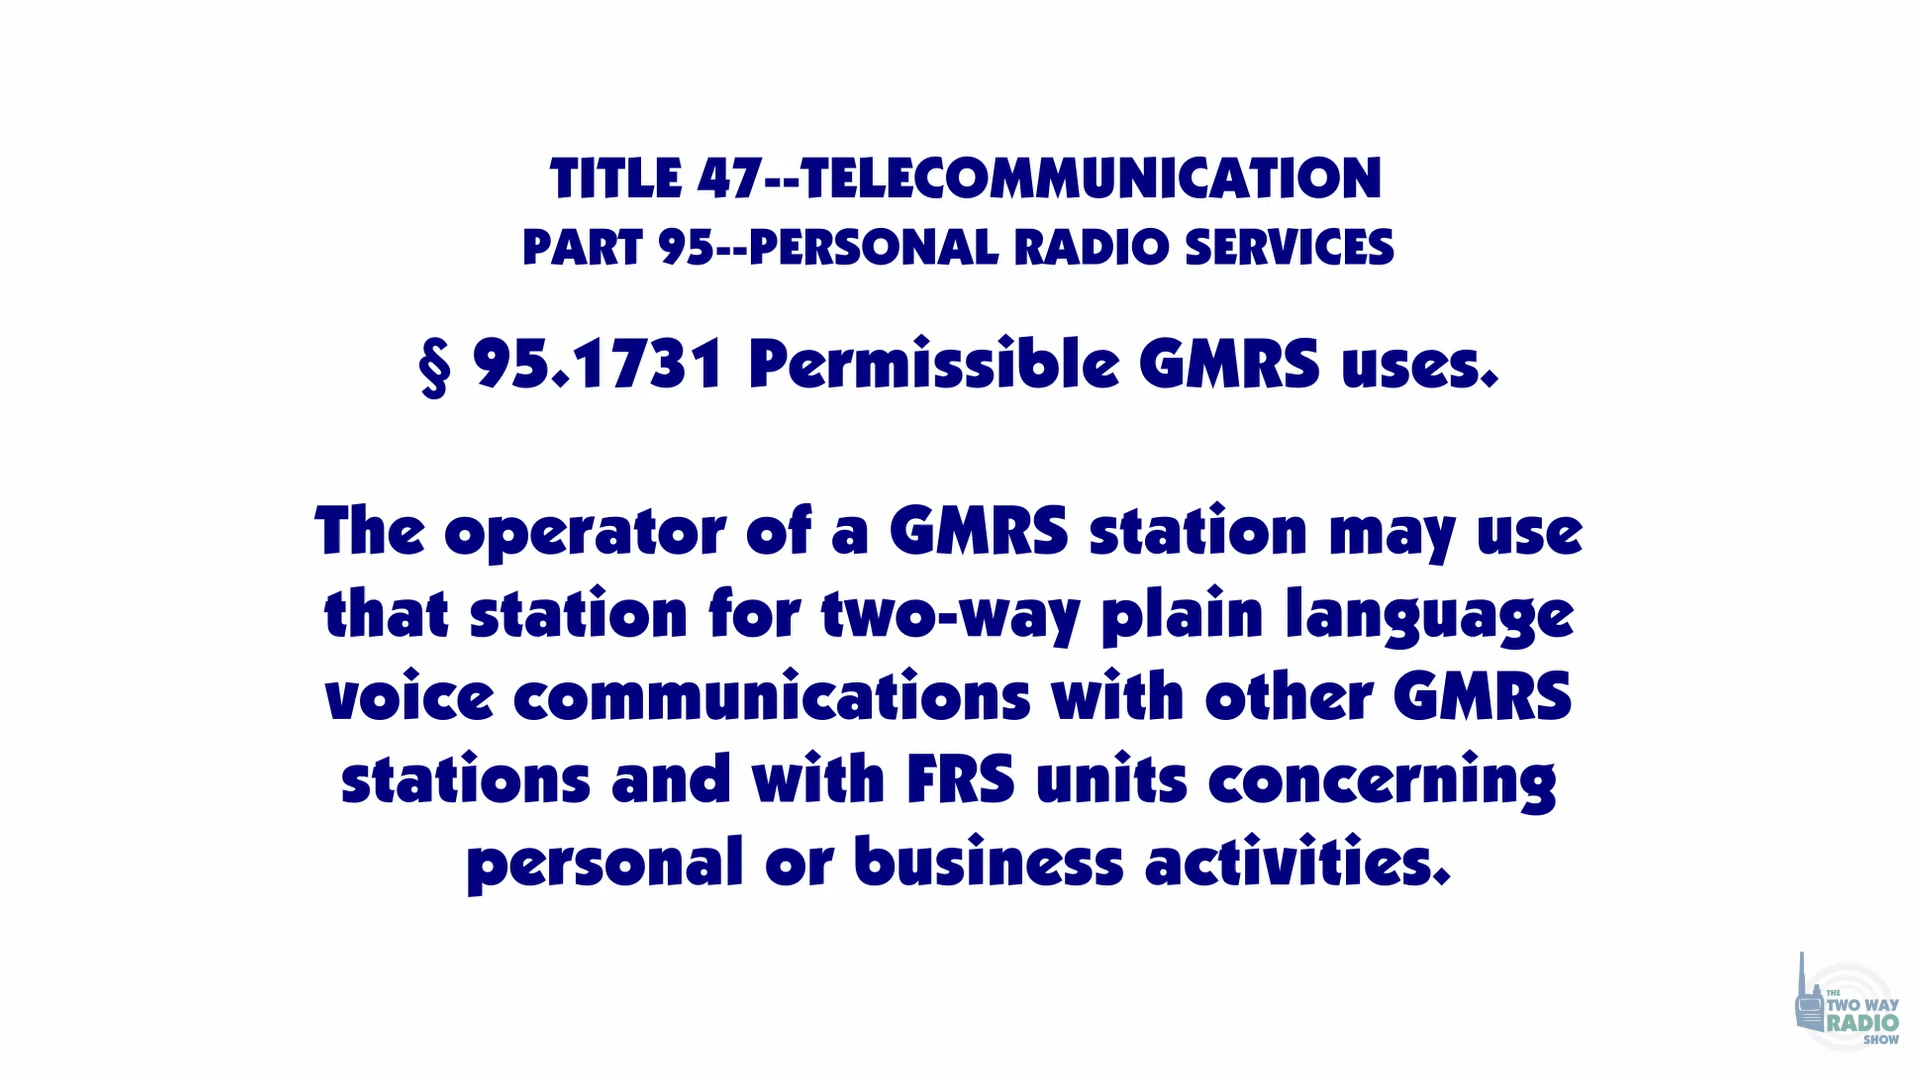 TITLE 47--TELECOMMUNICATION
PART 95--PERSONAL RADIO SERVICES
§ 95.1731 Permissible GMRS uses.
The operator of a GMRS station may use
that station for two-way plain language
voice communications with other GMRS
stations and with FRS units concerning
personal or business activities.
THE
TWO WAY
RADIO
SHOW